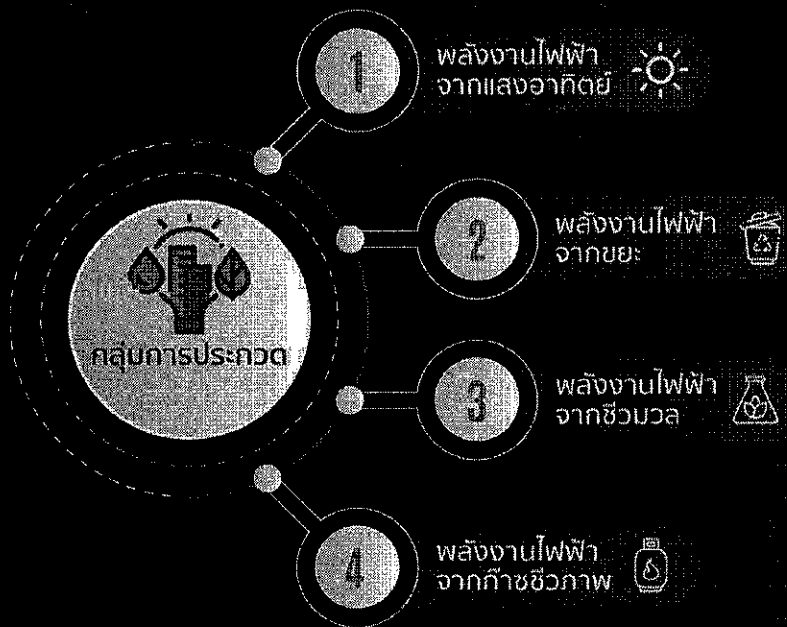 1
พลังงานไฟฟ้า
จากแสงอาทิตย์
2
พลังงานไฟฟ้า
จากขยะ
กลุ่มการประกวด
3
พลังงานไฟฟ้า
จากชีวมวล
4
พลังงานไฟฟ้า
จากก๊าซชีวภาพ